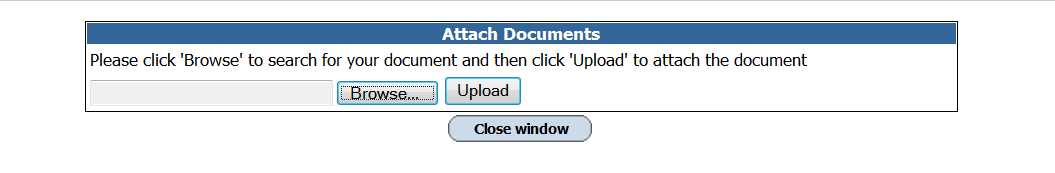 Attach Documents
Please click 'Browse' to search for your document and then click 'Upload' to attach the document
Browse... Upload
Close window